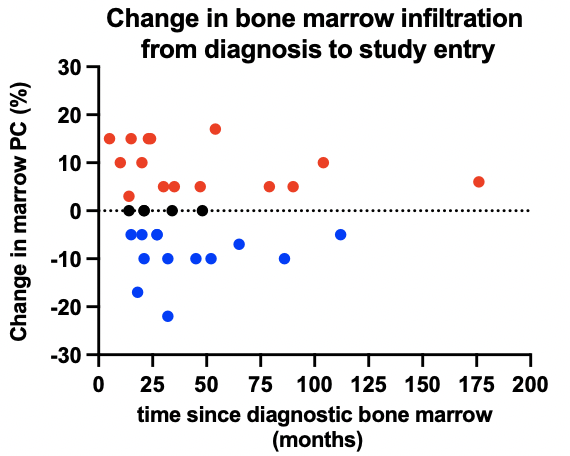 Change in bone marrow infiltration
from diagnosis to study entry
Change in marrow PC (%)
30
20
10
0
-10
-20
-30
0 25 50 75 100 125 150 175 200
time since diagnostic bone marrow
(months)